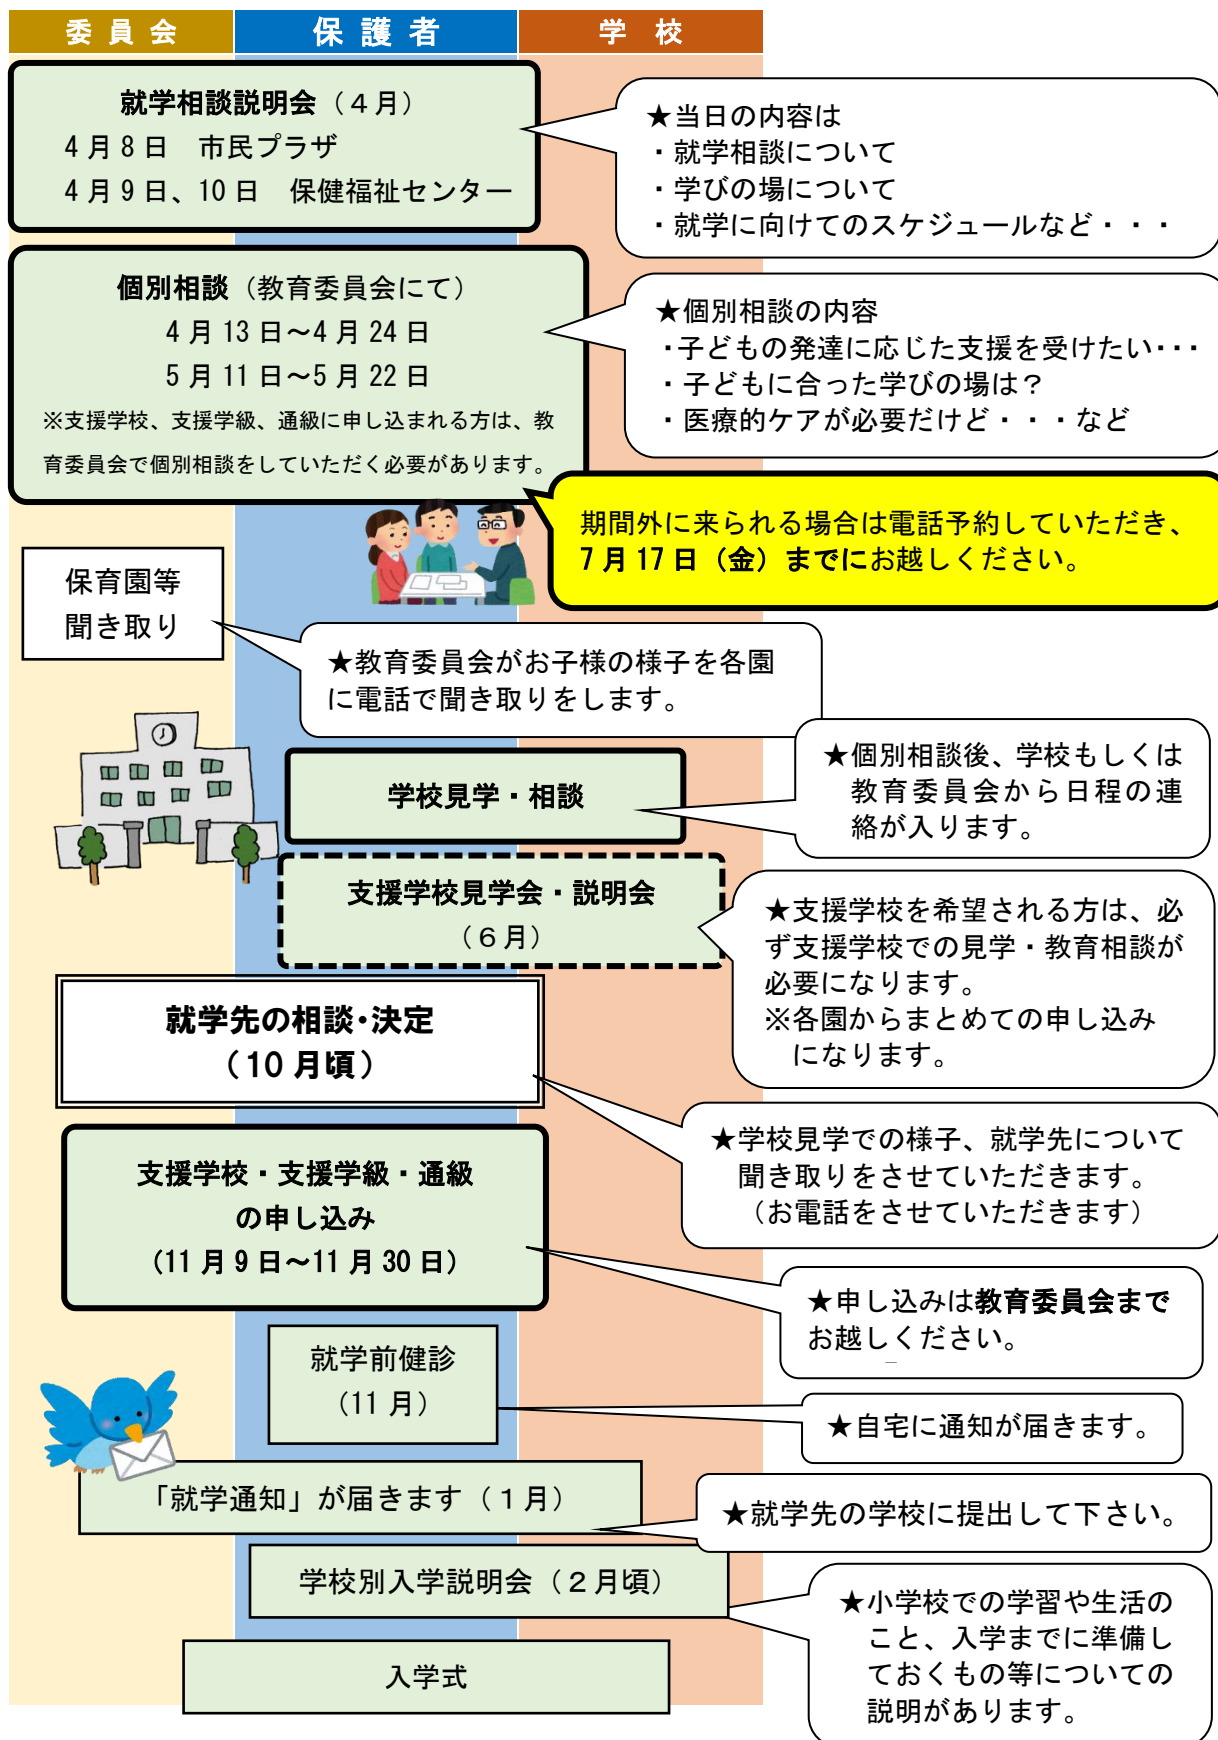 委員会
保護者
学　校
就学相談説明会（４月）
4月8日　市民プラザ
4月9日、10日　保健福祉センター
★当日の内容は
・就学相談について
・学びの場について
・就学に向けてのスケジュールなど・・・
個別相談（教育委員会にて）
4月13日～4月24日
5月11日～5月22日
※支援学校、支援学級、通級に申し込まれる方は、教
育委員会で個別相談をしていただく必要があります。
★個別相談の内容
・子どもの発達に応じた支援を受けたい･･･
・子どもに合った学びの場は？
・医療的ケアが必要だけど・・・など
期間外に来られる場合は電話予約していただき、
7月17日（金）までにお越しください。
保育園等
聞き取り
★教育委員会がお子様の様子を各園
に電話で聞き取りをします。
学校見学・相談
★個別相談後、学校もしくは
教育委員会から日程の連
絡が入ります。
支援学校見学会・説明会
（６月）
★支援学校を希望される方は、必
ず支援学校での見学・教育相談が
必要になります。
※各園からまとめての申し込み
になります。
就学先の相談･決定
（10月頃）
★学校見学での様子、就学先について
聞き取りをさせていただきます。
（お電話をさせていただきます）
支援学校・支援学級・通級
の申し込み
（11月9日～11月30日）
★申し込みは教育委員会まで
お越しください。
就学前健診
（11月）
★自宅に通知が届きます。
「就学通知」が届きます（１月）
★就学先の学校に提出して下さい。
学校別入学説明会（２月頃）
★小学校での学習や生活の
こと、入学までに準備し
ておくもの等についての
説明があります。
入学式